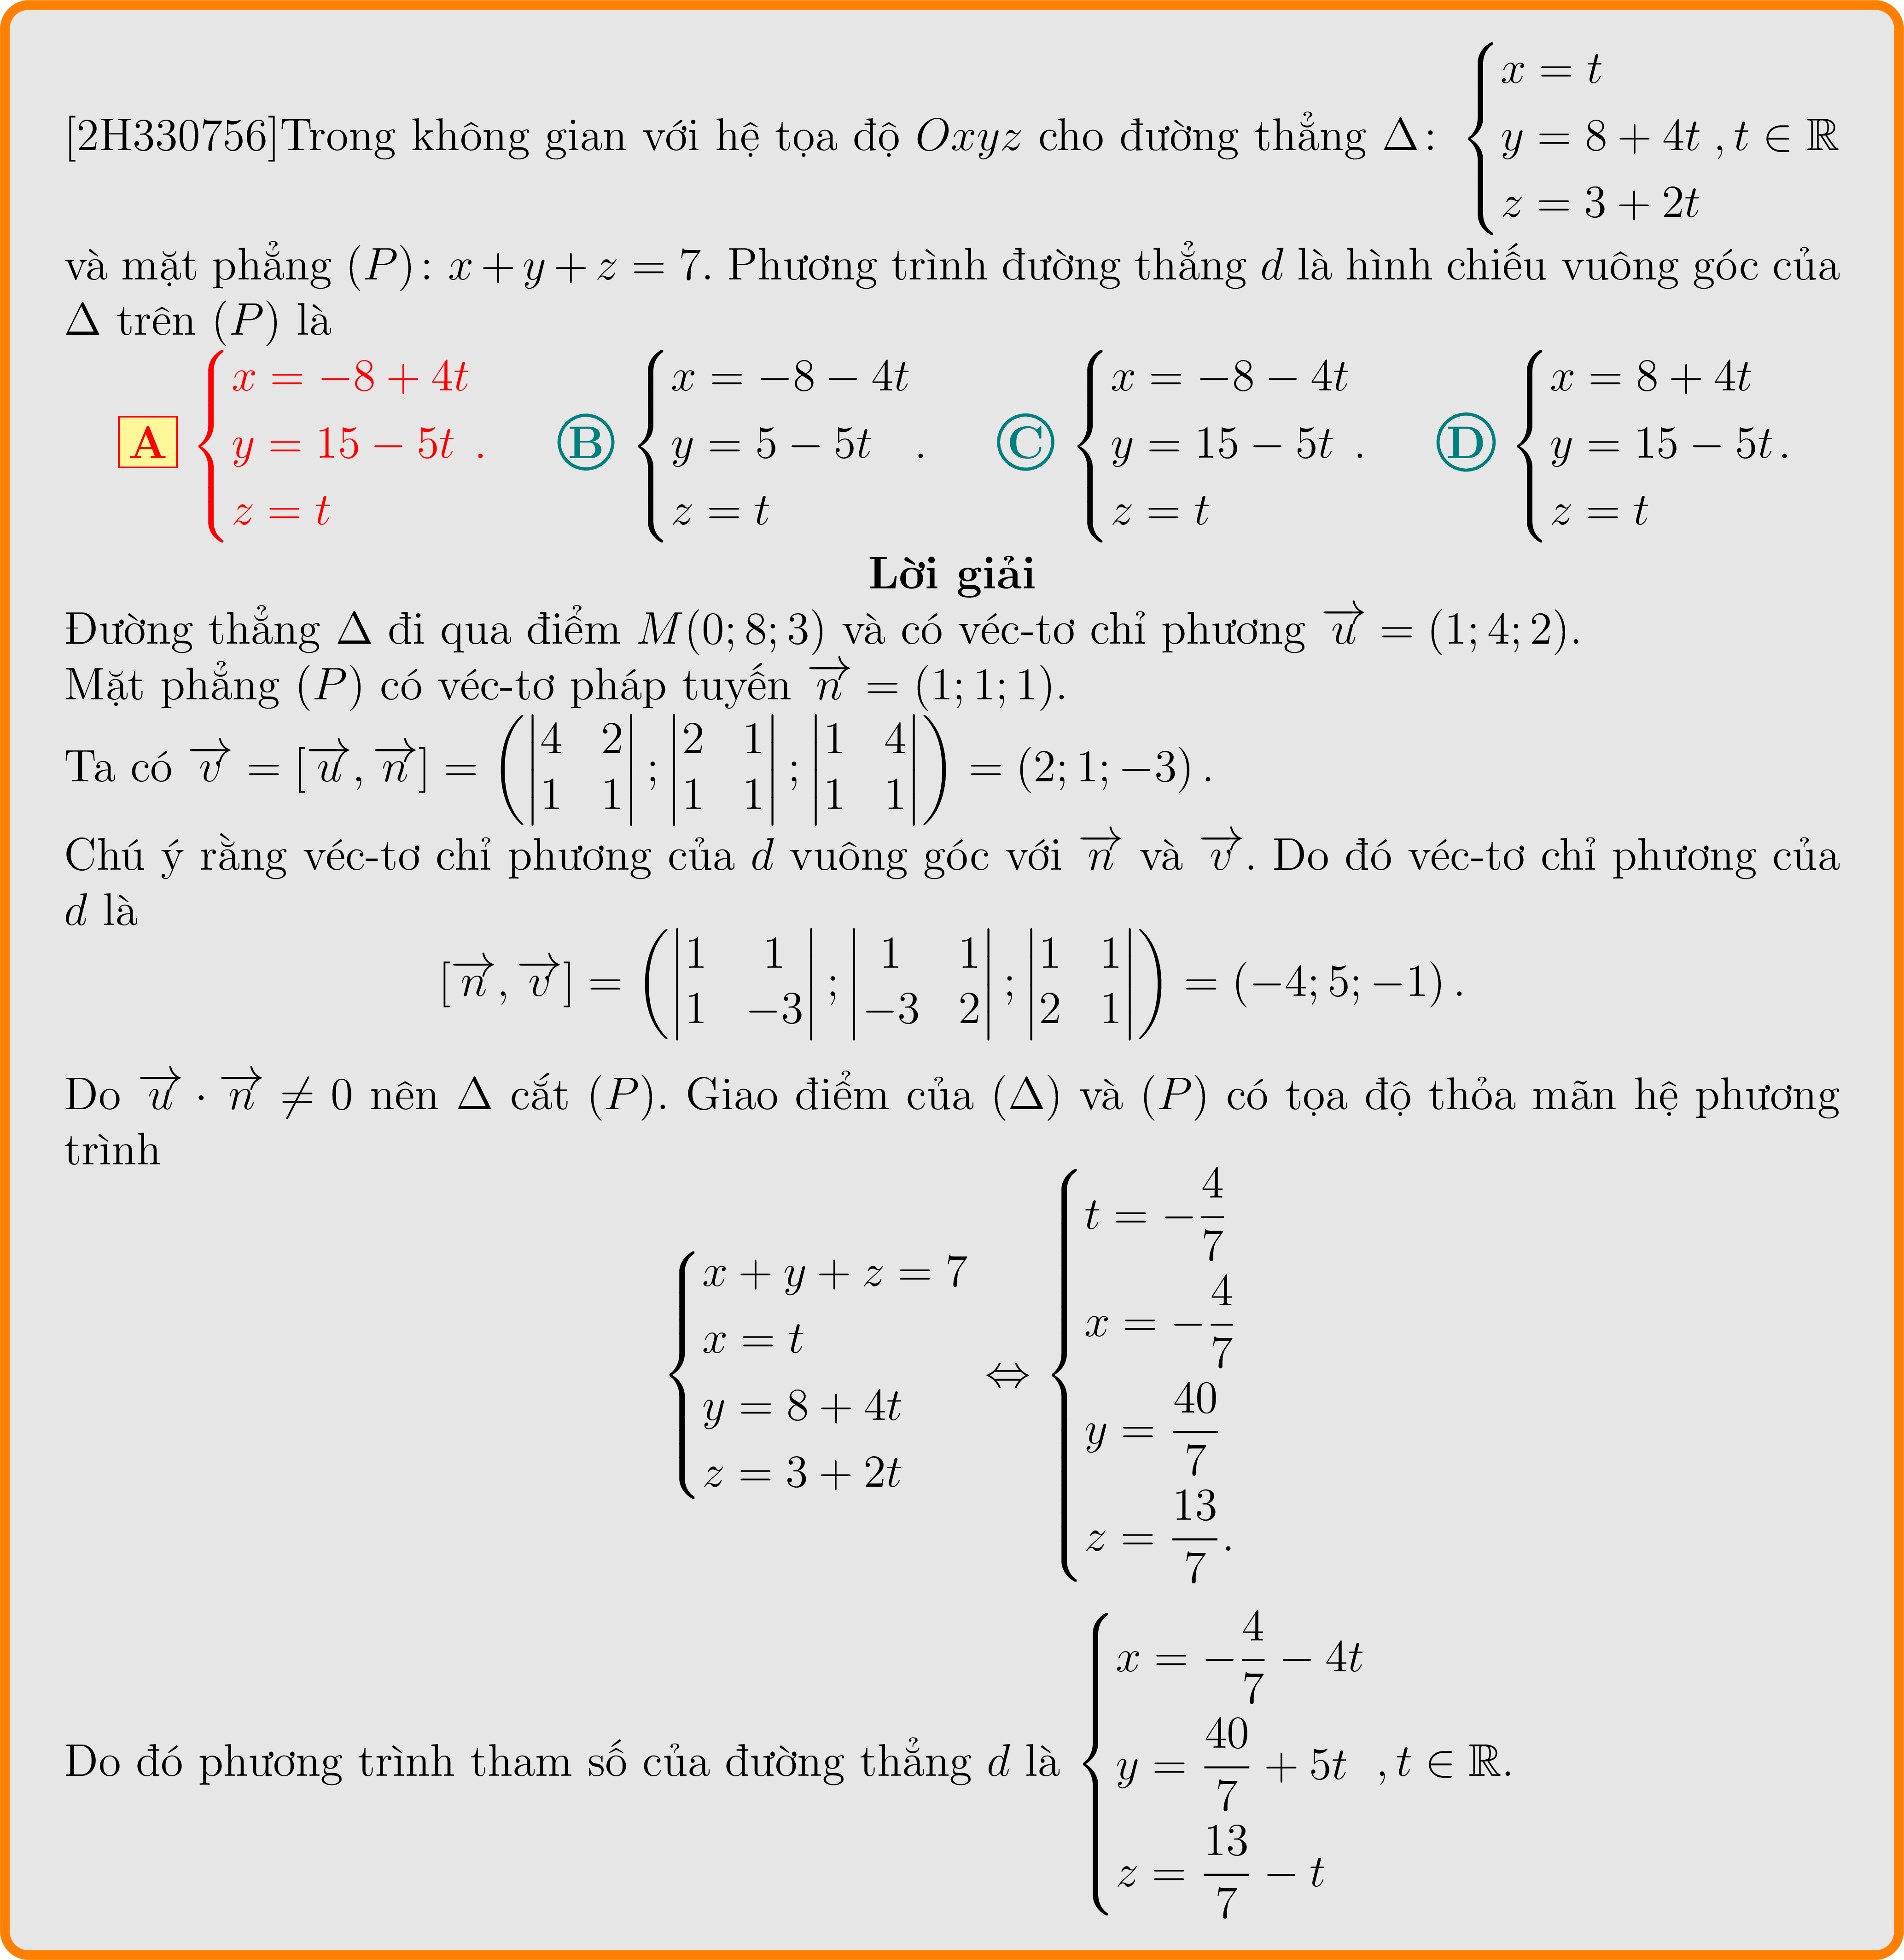 [2H330756]Trong không gian với hệ tọa độ $Oxyz$ cho đường thẳng $\Delta\colon \begin{cases} x = t \\ y = 8 + 4t \\ z = 3 + 2t \end{cases}, t \in \mathbb{R}$
và mặt phẳng $(P)\colon x + y + z = 7$. Phương trình đường thẳng $d$ là hình chiếu vuông góc của
$\Delta$ trên $(P)$ là
A $\begin{cases} x = -8 + 4t \\ y = 15 - 5t \\ z = t \end{cases}$. B $\begin{cases} x = -8 - 4t \\ y = 5 - 5t \\ z = t \end{cases}$. C $\begin{cases} x = -8 - 4t \\ y = 15 - 5t \\ z = t \end{cases}$. D $\begin{cases} x = 8 + 4t \\ y = 15 - 5t \\ z = t \end{cases}$.
Lời giải
Đường thẳng $\Delta$ đi qua điểm $M(0; 8; 3)$ và có véc-tơ chỉ phương $\overrightarrow{u} = (1; 4; 2)$.
Mặt phẳng $(P)$ có véc-tơ pháp tuyến $\overrightarrow{n} = (1; 1; 1)$.
Ta có $\overrightarrow{v} = [\overrightarrow{u}, \overrightarrow{n}] = \left( \begin{vmatrix} 4 & 2 \\ 1 & 1 \end{vmatrix}; \begin{vmatrix} 2 & 1 \\ 1 & 1 \end{vmatrix}; \begin{vmatrix} 1 & 4 \\ 1 & 1 \end{vmatrix} \right) = (2; 1; -3)$.
Chú ý rằng véc-tơ chỉ phương của $d$ vuông góc với $\overrightarrow{n}$ và $\overrightarrow{v}$. Do đó véc-tơ chỉ phương của
$d$ là
$[\overrightarrow{n}, \overrightarrow{v}] = \left( \begin{vmatrix} 1 & 1 \\ 1 & -3 \end{vmatrix}; \begin{vmatrix} 1 & 1 \\ -3 & 2 \end{vmatrix}; \begin{vmatrix} 1 & 1 \\ 2 & 1 \end{vmatrix} \right) = (-4; 5; -1)$.
Do $\overrightarrow{u} \cdot \overrightarrow{n} \neq 0$ nên $\Delta$ cắt $(P)$. Giao điểm của $(\Delta)$ và $(P)$ có tọa độ thỏa mãn hệ phương
trình
$\begin{cases} x + y + z = 7 \\ x = t \\ y = 8 + 4t \\ z = 3 + 2t \end{cases} \Leftrightarrow \begin{cases} t = -\dfrac{4}{7} \\ x = -\dfrac{4}{7} \\ y = \dfrac{40}{7} \\ z = \dfrac{13}{7}. \end{cases}$
Do đó phương trình tham số của đường thẳng $d$ là $\begin{cases} x = -\dfrac{4}{7} - 4t \\ y = \dfrac{40}{7} + 5t \\ z = \dfrac{13}{7} - t \end{cases}, t \in \mathbb{R}$.